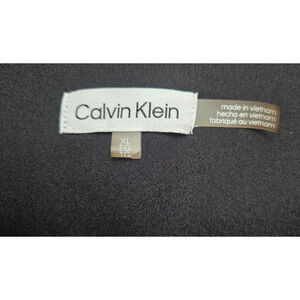 Calvin Klein
made in vietnam
hecho en vietnam
fabriqué au vietnam
XL
EG
TG